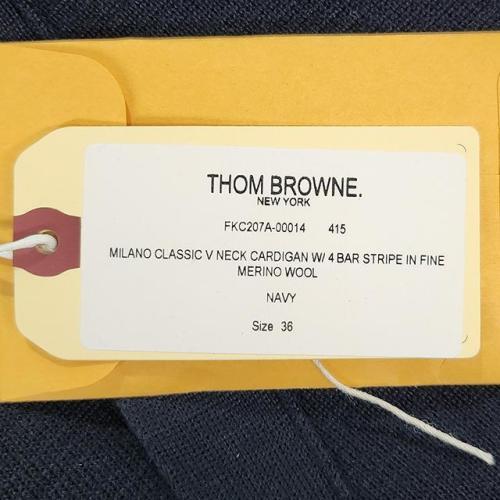 THOM BROWNE.
NEW YORK
FKC207A-00014 415
MILANO CLASSIC V NECK CARDIGAN W/ 4 BAR STRIPE IN FINE
MERINO WOOL
NAVY
Size 36